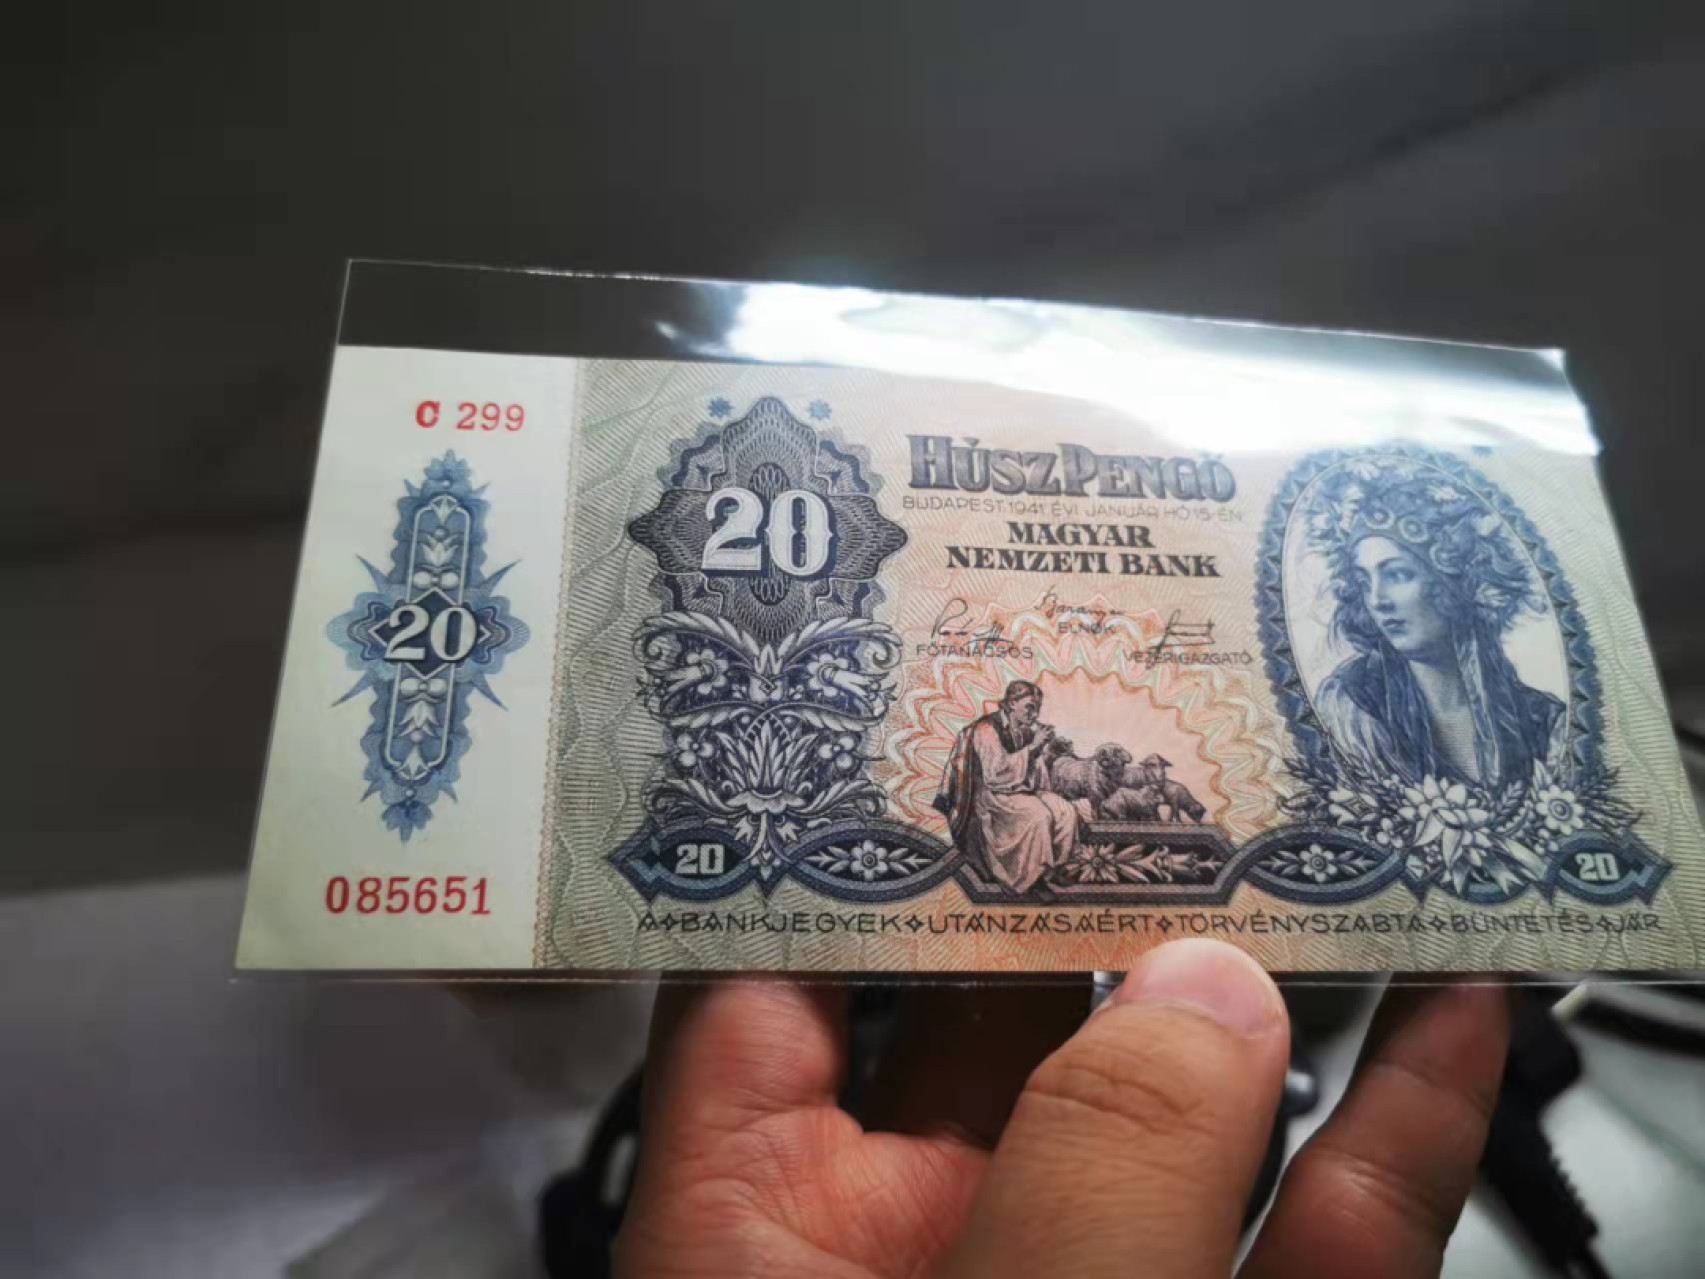 C 299
20
085651
20
HÚSZ PENGŐ
BUDAPEST, 1941. ÉVI JANUÁR HÓ 15-ÉN.
MAGYAR
NEMZETI BANK
ELNÖK
FŐTANÁCSOS
VEZÉRIGAZGATÓ
20
20
A BANKJEGYEK UTÁNZÁSÁÉRT TÖRVÉNYSZABTA BÜNTETÉS JÁR